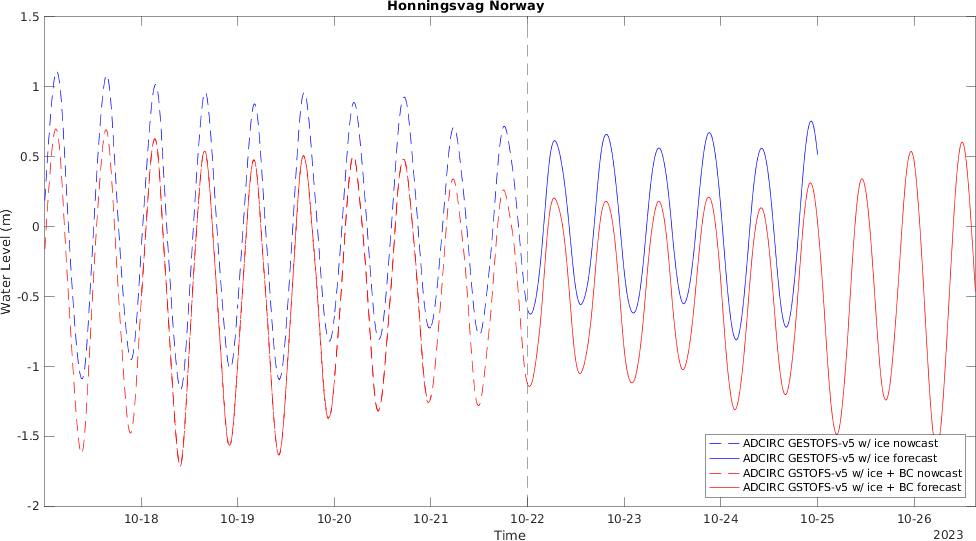 Honningsvag Norway
1.5
1
0.5
0
-0.5
-1
-1.5
-2
Water Level (m)
ADCIRC GESTOFS-v5 w/ ice nowcast
ADCIRC GESTOFS-v5 w/ ice forecast
ADCIRC GSTOFS-v5 w/ ice + BC nowcast
ADCIRC GSTOFS-v5 w/ ice + BC forecast
10-18 10-19 10-20 10-21 10-22 10-23 10-24 10-25 10-26
Time
2023